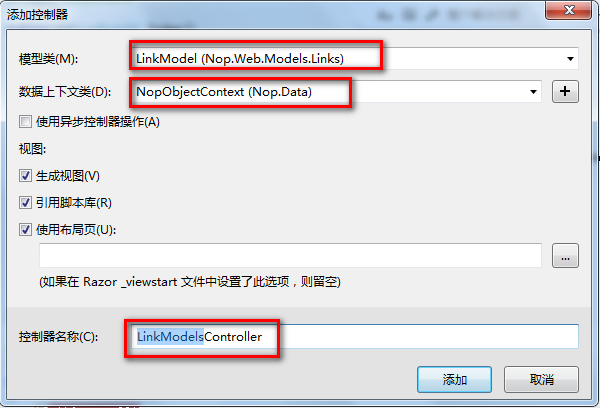 添加控制器
模型类(M): LinkModel (Nop.Web.Models.Links)
数据上下文类(D): NopObjectContext (Nop.Data) +
使用异步控制器操作(A)
视图:
生成视图(V)
引用脚本库(R)
使用布局页(U):
...
(如果在 Razor _viewstart 文件中设置了此选项，则留空)
控制器名称(C): LinkModelsController
添加 取消